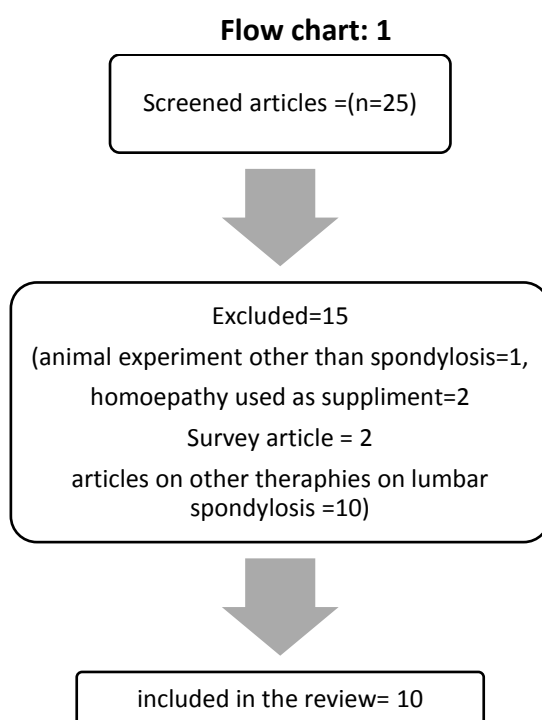 Flow chart: 1
Screened articles =(n=25)
Excluded=15
(animal experiment other than spondylosis=1,
homoepathy used as suppliment=2
Survey article = 2
articles on other theraphies on lumbar
spondylosis =10)
included in the review= 10